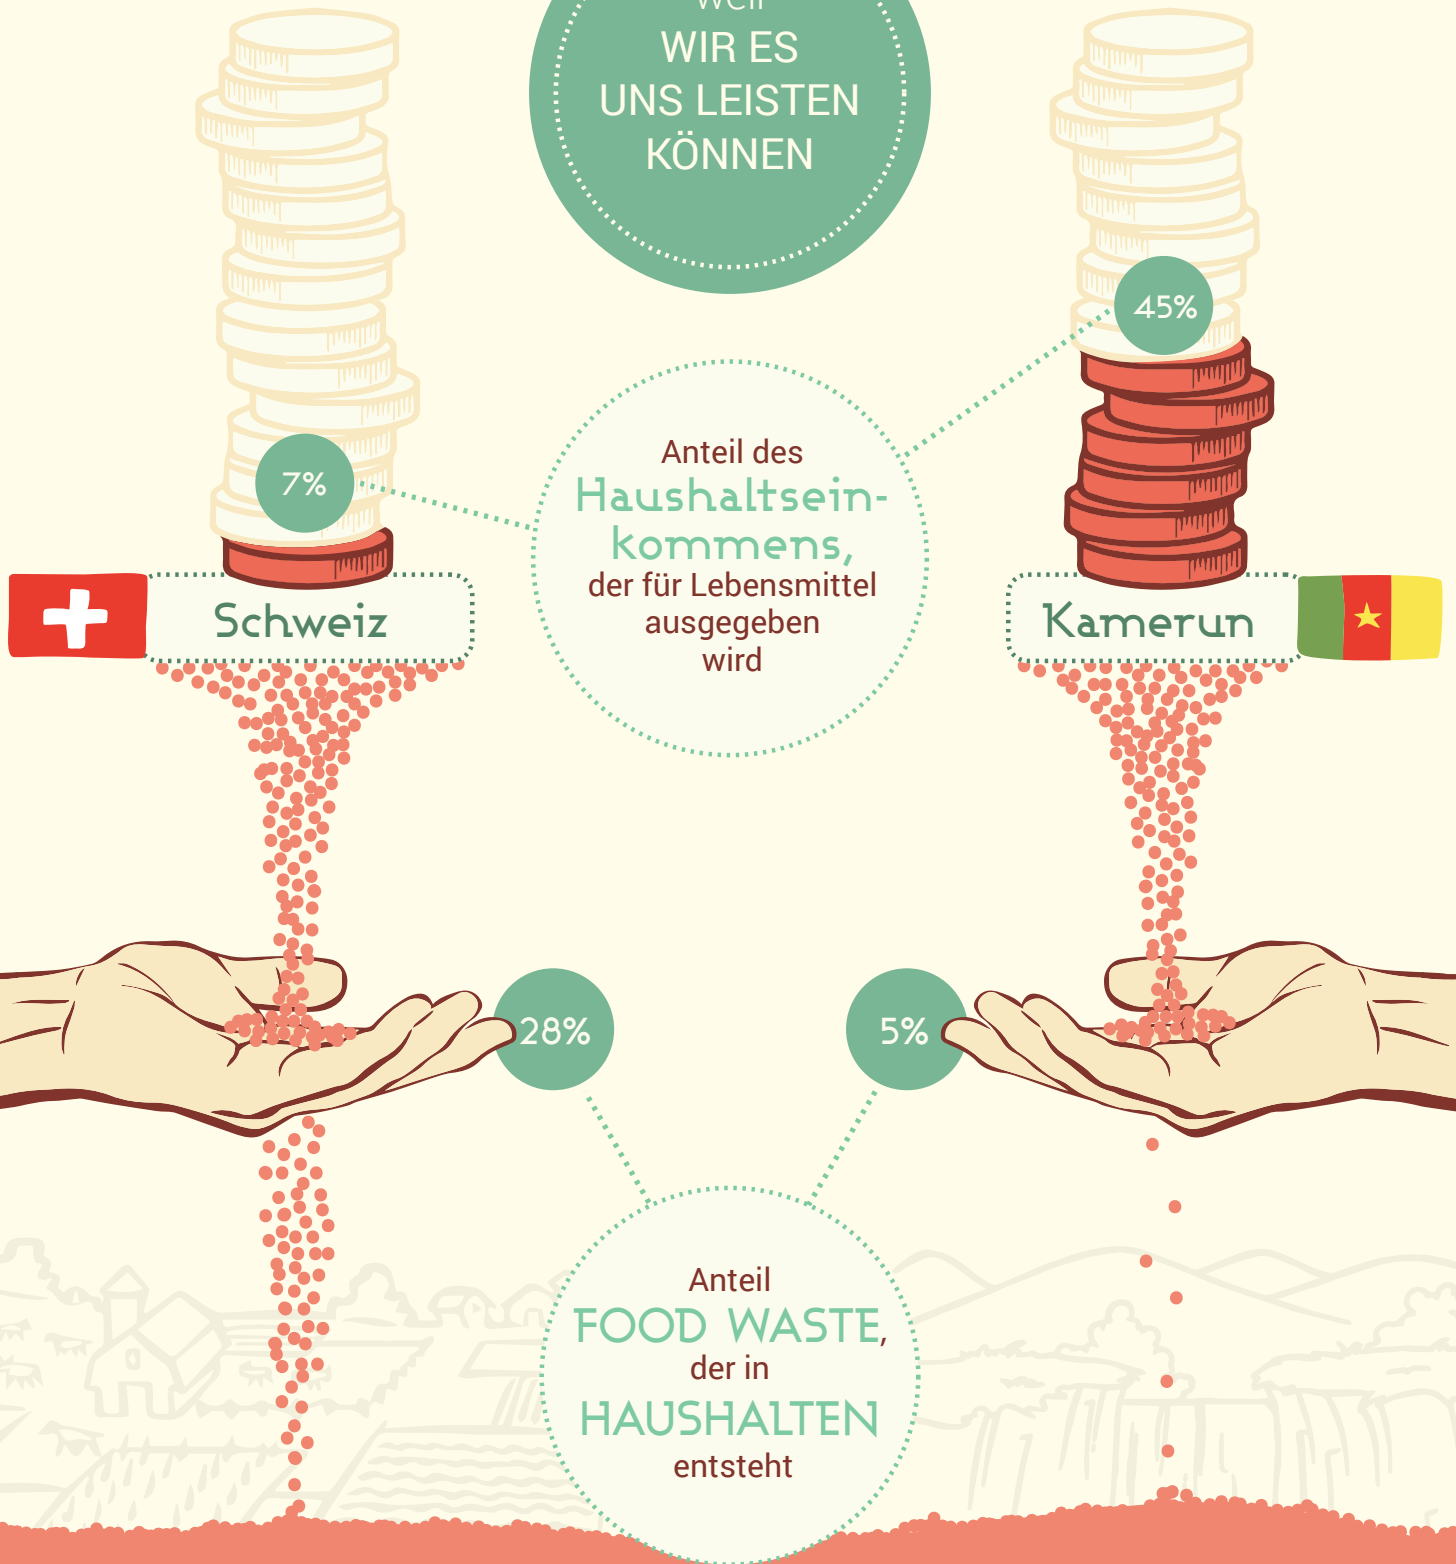 Weil
WIR ES
UNS LEISTEN
KÖNNEN
45%
7%
Anteil des
Haushaltsein-
kommens,
der für Lebensmittel
ausgegeben
wird
Schweiz
Kamerun
28%
5%
Anteil
FOOD WASTE,
der in
HAUSHALTEN
entsteht